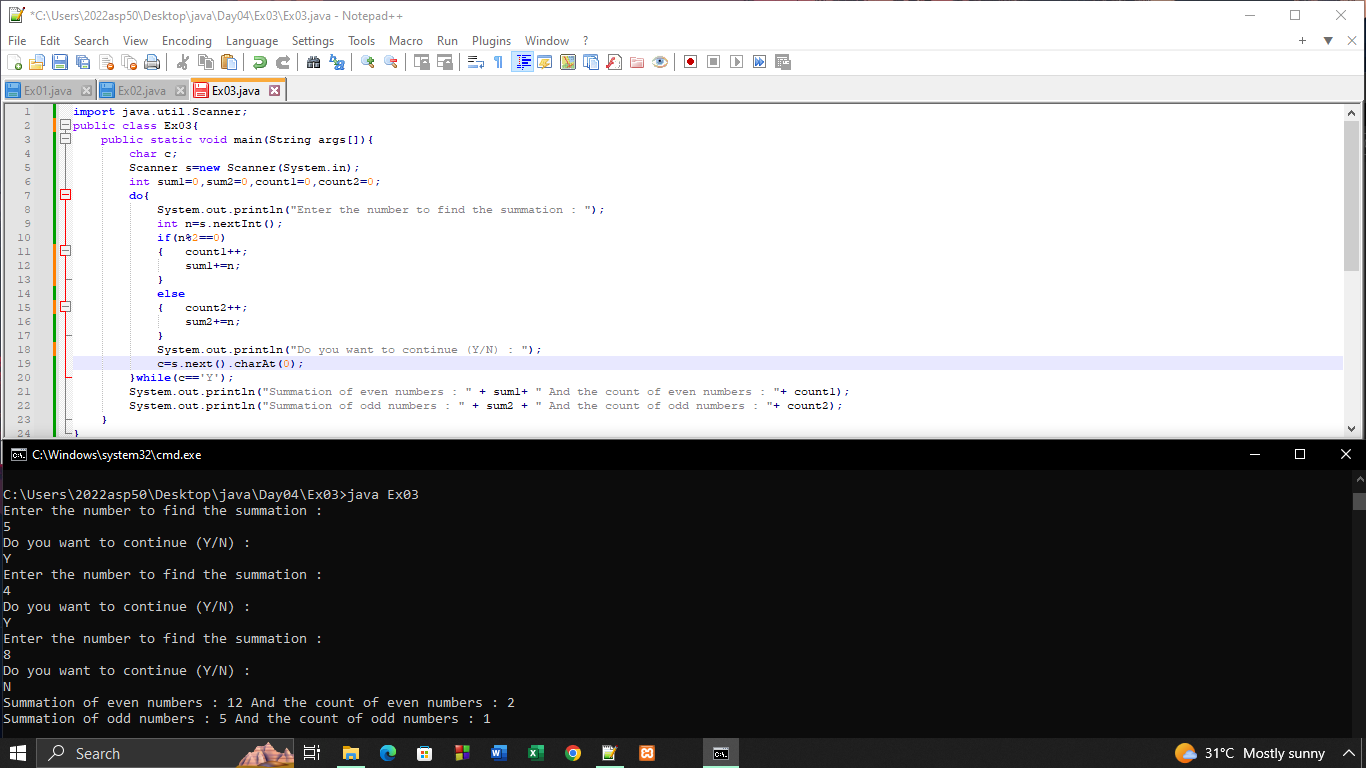 *C:\Users\2022asp50\Desktop\java\Day04\Ex03\Ex03.java - Notepad++
File Edit Search View Encoding Language Settings Tools Macro Run Plugins Window ?
Ex01.java Ex02.java Ex03.java
1 import java.util.Scanner;
2 public class Ex03{
3 public static void main(String args[]){
4 char c;
5 Scanner s=new Scanner(System.in);
6 int sum1=0,sum2=0,count1=0,count2=0;
7 do{
8 System.out.println("Enter the number to find the summation : ");
9 int n=s.nextInt();
10 if(n%2==0)
11 { count1++;
12 sum1+=n;
13 }
14 else
15 { count2++;
16 sum2+=n;
17 }
18 System.out.println("Do you want to continue (Y/N) : ");
19 c=s.next().charAt(0);
20 }while(c=='Y');
21 System.out.println("Summation of even numbers : " + sum1+ " And the count of even numbers : "+ count1);
22 System.out.println("Summation of odd numbers : " + sum2 + " And the count of odd numbers : "+ count2);
23 }
24 }
C:\Windows\system32\cmd.exe
C:\Users\2022asp50\Desktop\java\Day04\Ex03>java Ex03
Enter the number to find the summation :
5
Do you want to continue (Y/N) :
Y
Enter the number to find the summation :
4
Do you want to continue (Y/N) :
Y
Enter the number to find the summation :
8
Do you want to continue (Y/N) :
N
Summation of even numbers : 12 And the count of even numbers : 2
Summation of odd numbers : 5 And the count of odd numbers : 1
Search 31°C Mostly sunny